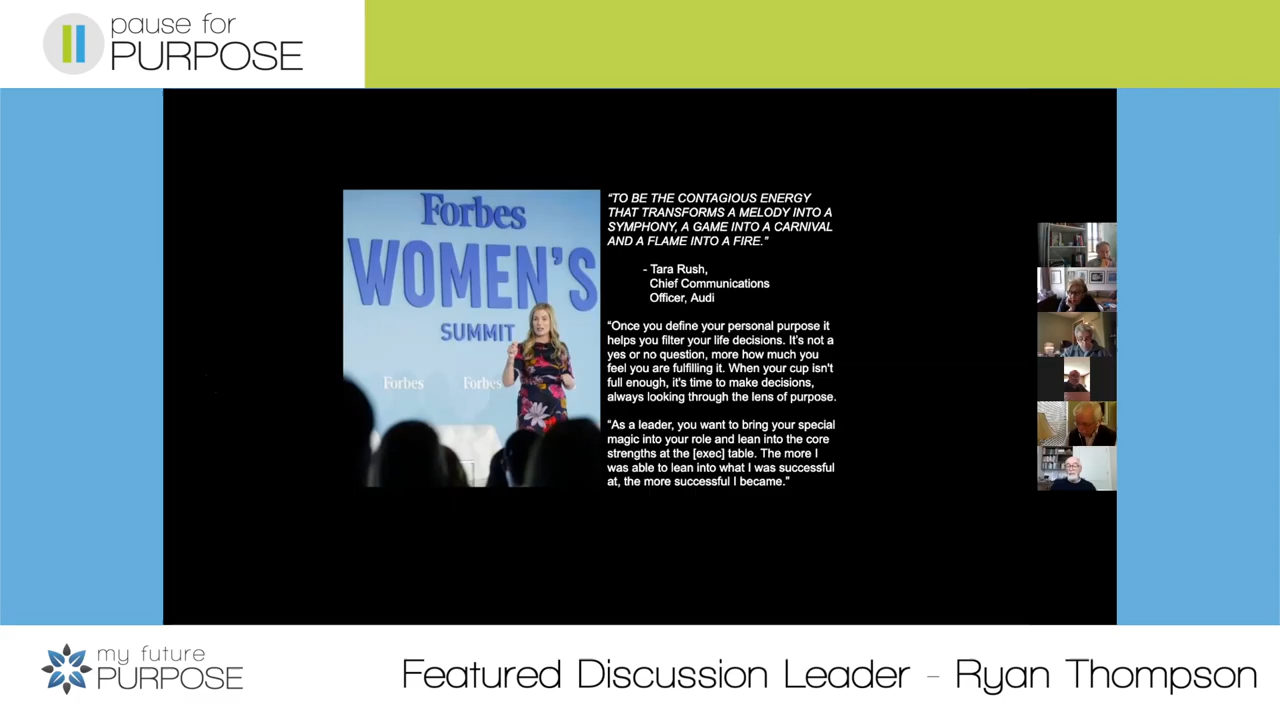 pause for
PURPOSE
Forbes
WOMEN'S
SUMMIT
Forbes
Forbes
“TO BE THE CONTAGIOUS ENERGY
THAT TRANSFORMS A MELODY INTO A
SYMPHONY, A GAME INTO A CARNIVAL
AND A FLAME INTO A FIRE.”
- Tara Rush,
Chief Communications
Officer, Audi
“Once you define your personal purpose it
helps you filter your life decisions. It's not a
yes or no question, more how much you
feel you are fulfilling it. When your cup isn't
full enough, it's time to make decisions,
always looking through the lens of purpose.
“As a leader, you want to bring your special
magic into your role and lean into the core
strengths at the [exec] table. The more I
was able to lean into what I was successful
at, the more successful I became.”
my future
PURPOSE
Featured Discussion Leader - Ryan Thompson